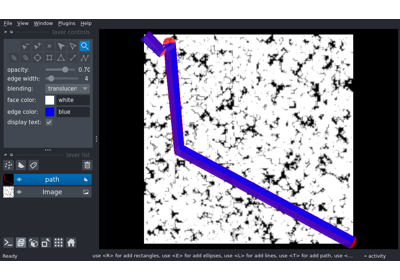 File View Window Plugins Help
layer controls
opacity: 0.70
edge width: 4
blending: translucen
face color: white
edge color: blue
display text:
layer list
path
Image
Ready use <R> for add rectangles, use <E> for add ellipses, use <L> for add lines, use <T> for add path, use <... activity